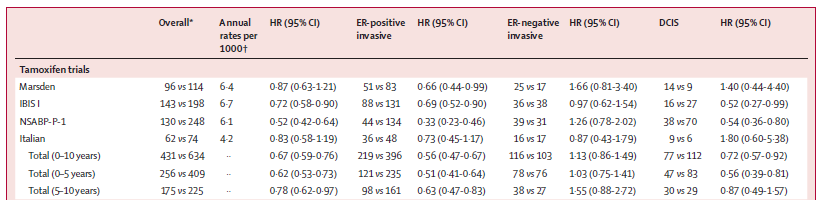 Overall* Annual rates per 1000† HR (95% CI) ER-positive invasive HR (95% CI) ER-negative invasive HR (95% CI) DCIS HR (95% CI)
Tamoxifen trials
Marsden 96 vs 114 6·4 0·87 (0·63-1·21) 51 vs 83 0·66 (0·44-0·99) 25 vs 17 1·66 (0·81-3·40) 14 vs 9 1·40 (0·44-4·40)
IBIS I 143 vs 198 6·7 0·72 (0·58-0·90) 88 vs 131 0·69 (0·52-0·90) 36 vs 38 0·97 (0·62-1·54) 16 vs 27 0·52 (0·27-0·99)
NSABP-P-1 130 vs 248 6·1 0·52 (0·42-0·64) 44 vs 134 0·33 (0·23-0·46) 39 vs 31 1·26 (0·78-2·02) 38 vs 70 0·54 (0·36-0·80)
Italian 62 vs 74 4·2 0·83 (0·58-1·19) 36 vs 48 0·73 (0·45-1·17) 16 vs 17 0·87 (0·43-1·79) 9 vs 6 1·80 (0·60-5·38)
Total (0–10 years) 431 vs 634 ·· 0·67 (0·59-0·76) 219 vs 396 0·56 (0·47-0·67) 116 vs 103 1·13 (0·86-1·49) 77 vs 112 0·72 (0·57-0·92)
Total (0–5 years) 256 vs 409 ·· 0·62 (0·53-0·73) 121 vs 235 0·51 (0·41-0·64) 78 vs 76 1·03 (0·75-1·41) 47 vs 83 0·56 (0·39-0·81)
Total (5–10 years) 175 vs 225 ·· 0·78 (0·62-0·97) 98 vs 161 0·63 (0·47-0·83) 38 vs 27 1·55 (0·88-2·72) 30 vs 29 0·87 (0·49-1·57)